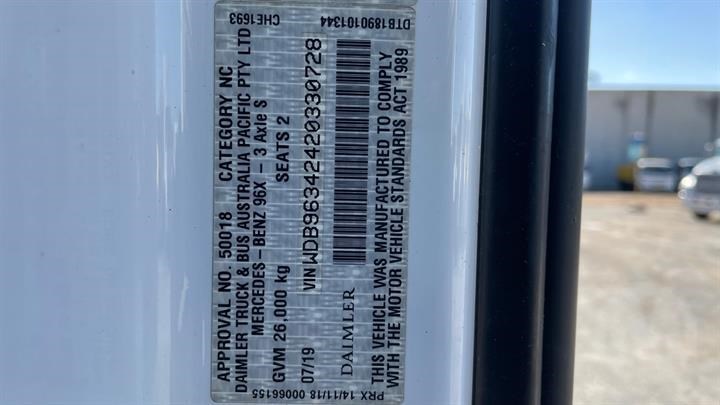 APPROVAL NO. 50018 CATEGORY NC CHE1693
DAIMLER TRUCK & BUS AUSTRALIA PACIFIC PTY LTD
MERCEDES-BENZ 96X - 3 Axle S
GVM 26,000 kg SEATS 2
07/19 VIN WDB96342420330728
DAIMLER
THIS VEHICLE WAS MANUFACTURED TO COMPLY
WITH THE MOTOR VEHICLE STANDARDS ACT 1989
PRX 14/11/18 00066155 DTB1890101344